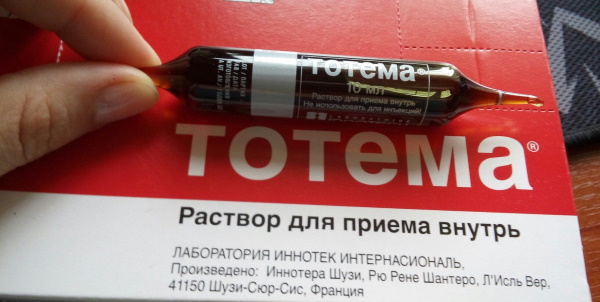 тотема®
10 мл
Раствор для приема внутрь
Не использовать для инъекций!
тотема®
Раствор для приема внутрь
ЛАБОРАТОРИЯ ИННОТЕК ИНТЕРНАСИОНАЛЬ,
Произведено: Иннотера Шузи, Рю Рене Шантеро, Л'Исль Вер,
41150 Шузи-Сюр-Сис, Франция